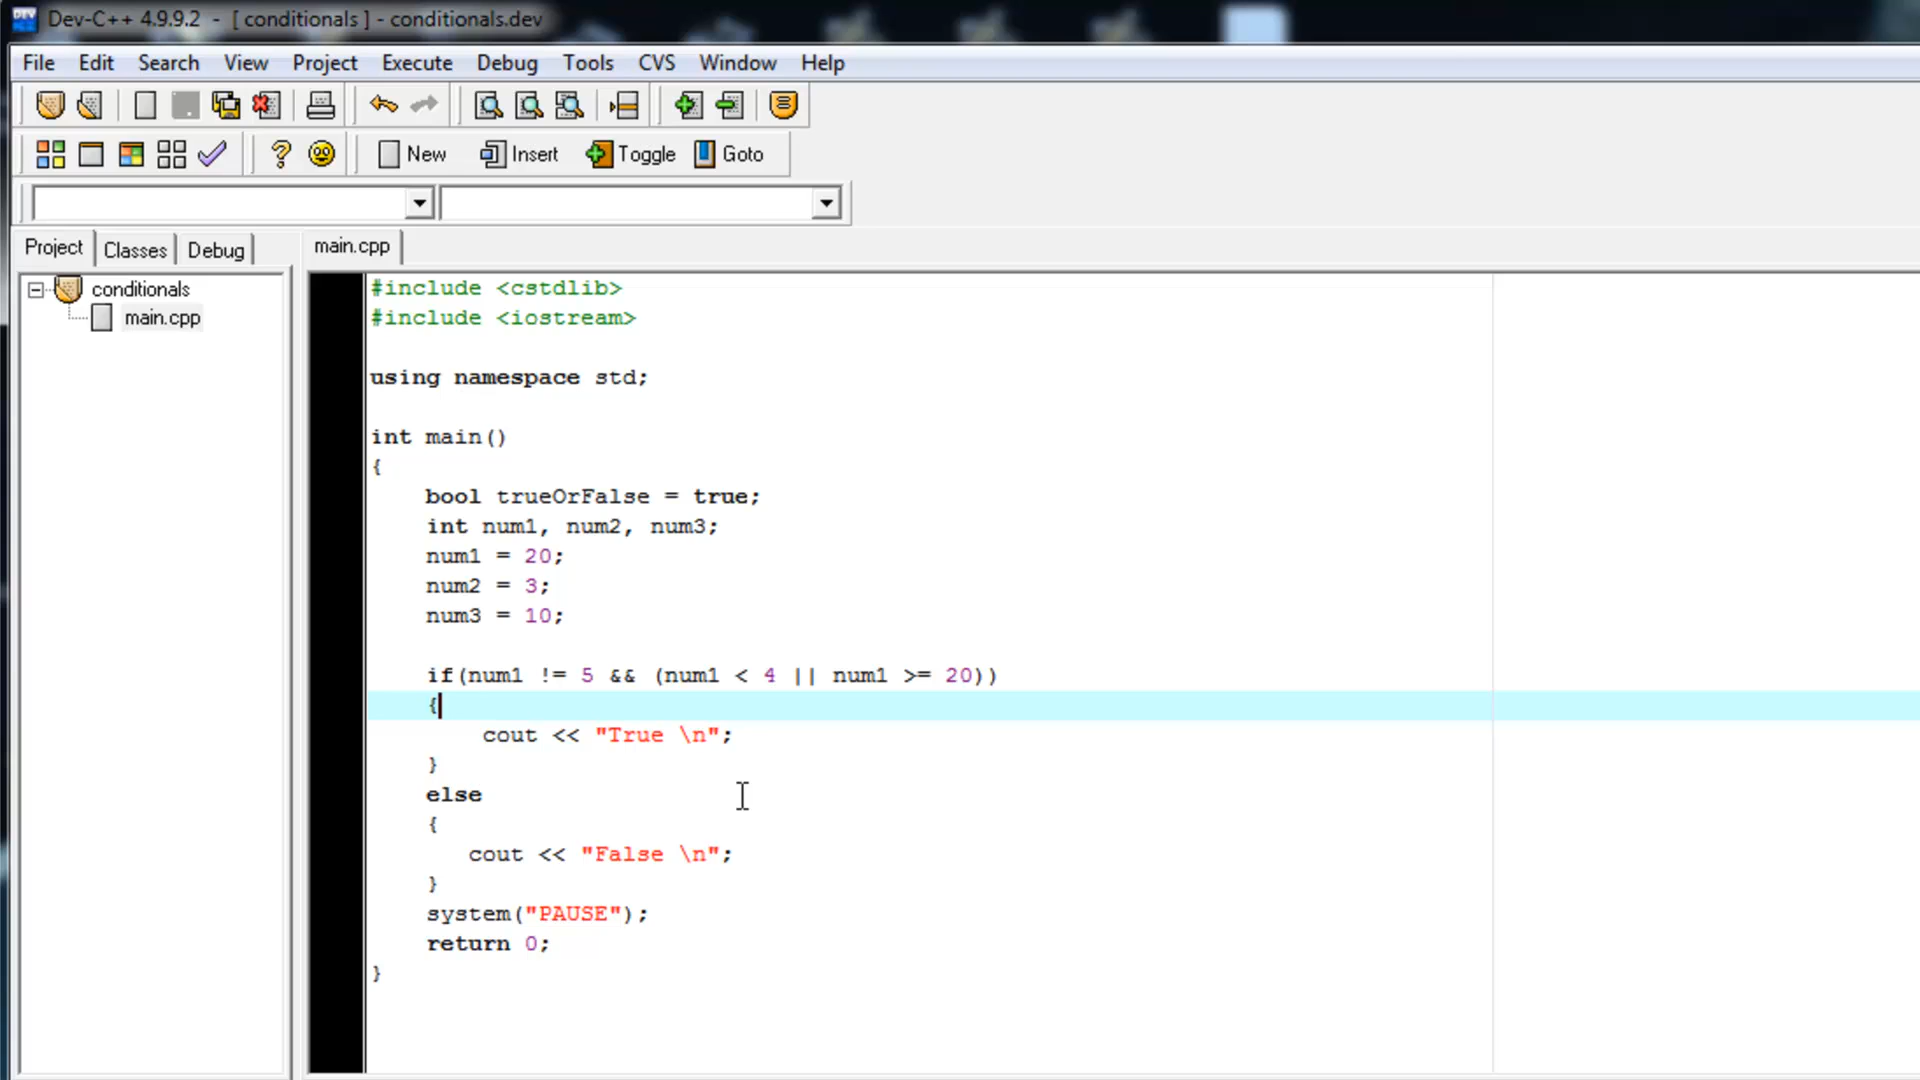 Dev-C++ 4.9.9.2 - [ conditionals ] - conditionals.dev
File Edit Search View Project Execute Debug Tools CVS Window Help
New Insert Toggle Goto
Project Classes Debug main.cpp
conditionals
main.cpp
#include <cstdlib>
#include <iostream>
using namespace std;
int main()
{
bool trueOrFalse = true;
int num1, num2, num3;
num1 = 20;
num2 = 3;
num3 = 10;
if(num1 != 5 && (num1 < 4 || num1 >= 20))
{
cout << "True \n";
}
else
{
cout << "False \n";
}
system("PAUSE");
return 0;
}